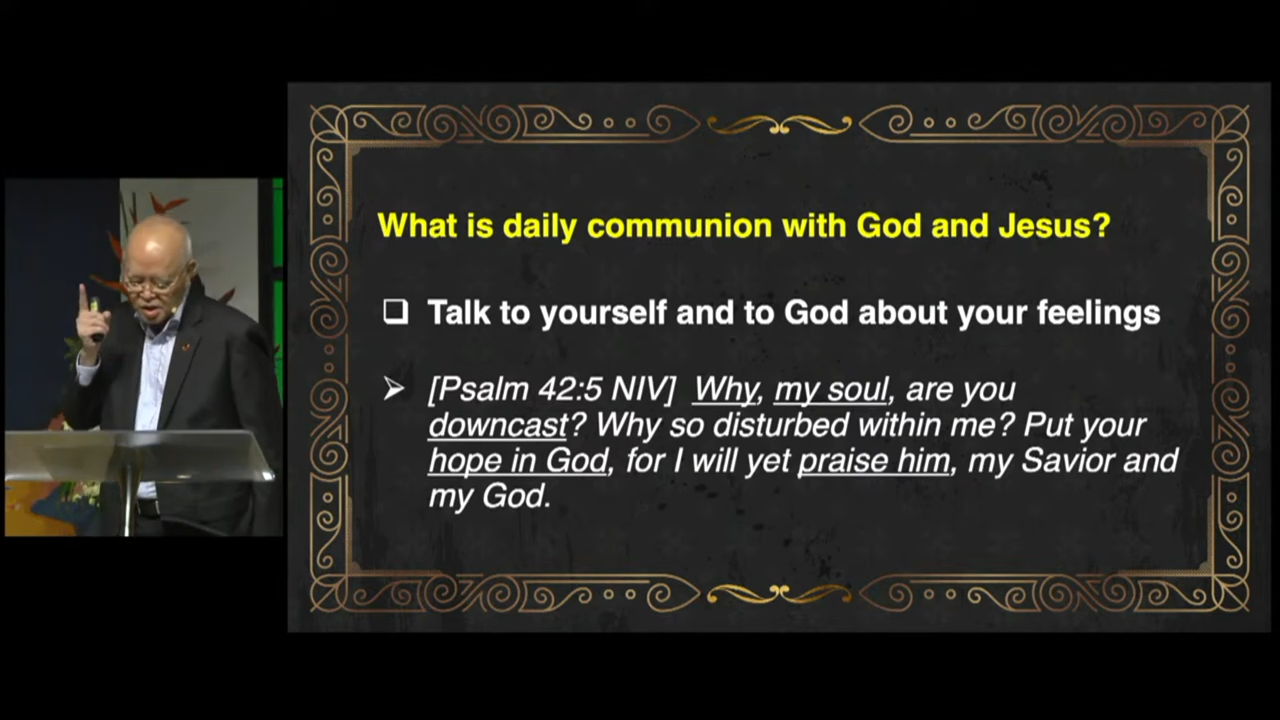 What is daily communion with God and Jesus?
❑ Talk to yourself and to God about your feelings
➢ [Psalm 42:5 NIV] Why, my soul, are you
downcast? Why so disturbed within me? Put your
hope in God, for I will yet praise him, my Savior and
my God.